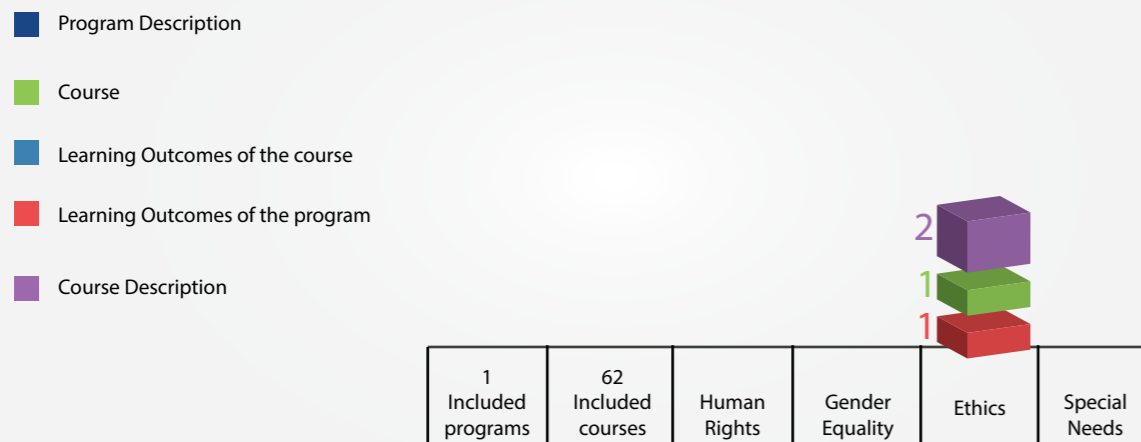 Program Description
Course
Learning Outcomes of the course
Learning Outcomes of the program
Course Description
2
1
1
1
Included
programs
62
Included
courses
Human
Rights
Gender
Equality
Ethics
Special
Needs